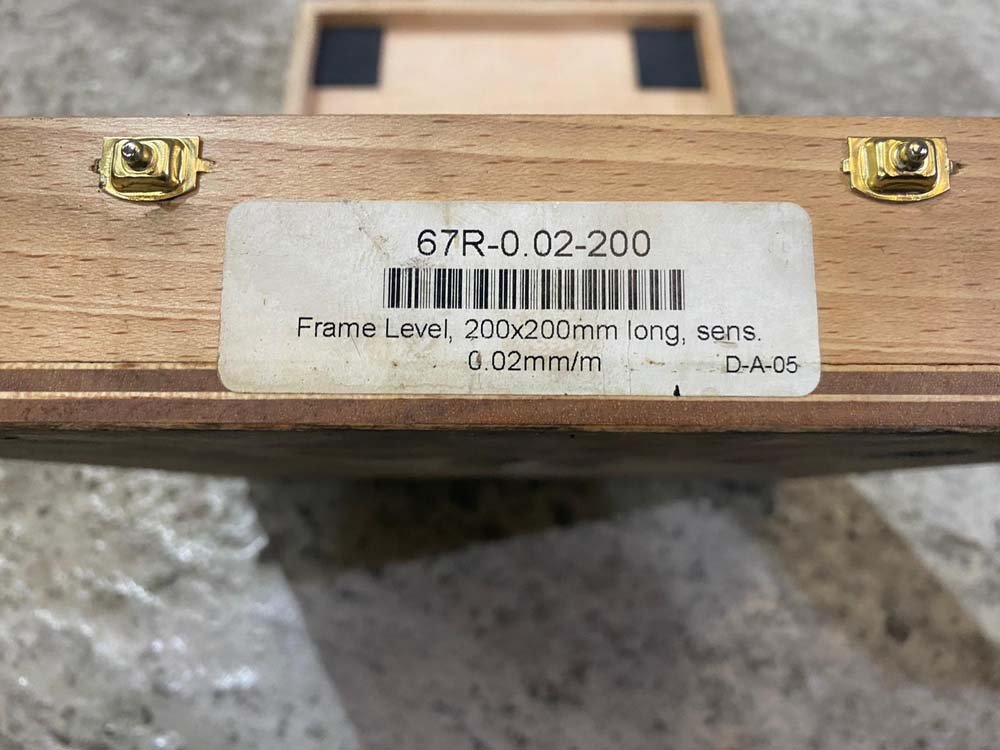 67R-0.02-200
Frame Level, 200x200mm long, sens.
0.02mm/m
D-A-05